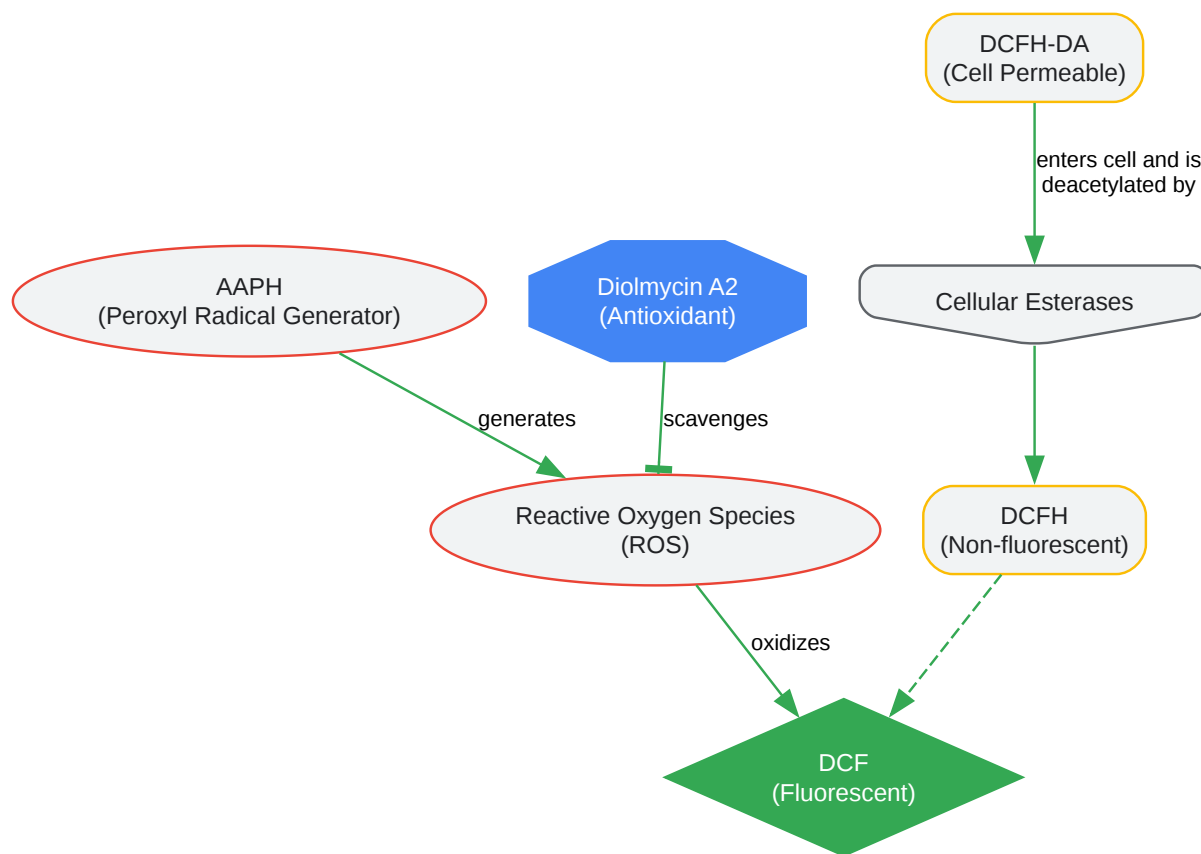 DCFH-DA
(Cell Permeable)
enters cell and is
deacetylated by
AAPH
(Peroxyl Radical Generator)
Diolmycin A2
(Antioxidant)
Cellular Esterases
generates
scavenges
Reactive Oxygen Species
(ROS)
DCFH
(Non-fluorescent)
oxidizes
DCF
(Fluorescent)